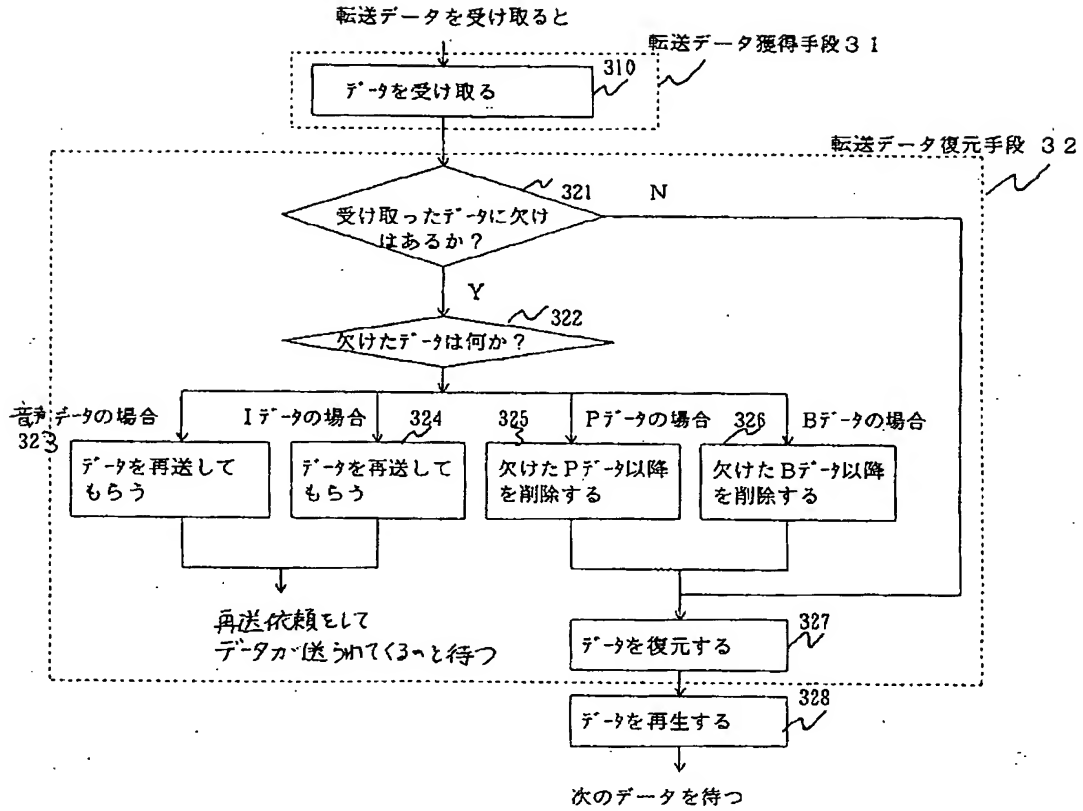 転送データを受け取ると
転送データ獲得手段31
310
データを受け取る
転送データ復元手段 32
321
N
受け取ったデータに欠け
はあるか？
Y
322
欠けたデータは何か？
音声データの場合
323
Iデータの場合
324
325
Pデータの場合
326
Bデータの場合
データを再送して
もらう
データを再送して
もらう
欠けたPデータ以降
を削除する
欠けたBデータ以降
を削除する
再送依頼をして
データが送られてくるのを待つ
327
データを復元する
328
データを再生する
次のデータを待つ